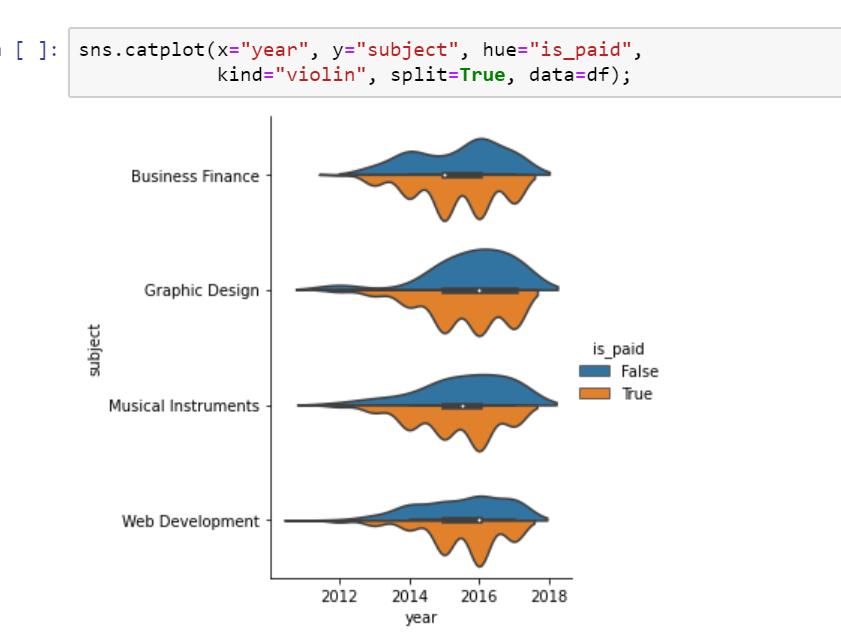 [ ]: sns.catplot(x="year", y="subject", hue="is_paid",
kind="violin", split=True, data=df);
Business Finance
Graphic Design
Musical Instruments
Web Development
subject
is_paid
False
True
2012 2014 2016 2018
year